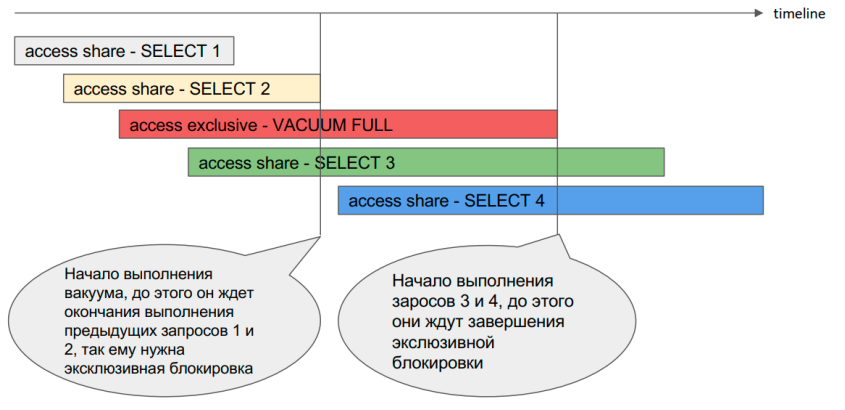 timeline
access share - SELECT 1
access share - SELECT 2
access exclusive - VACUUM FULL
access share - SELECT 3
access share - SELECT 4
Начало выполнения
вакуума, до этого он ждет
окончания выполнения
предыдущих запросов 1 и
2, так ему нужна
эксклюзивная блокировка
Начало выполнения
заросов 3 и 4, до этого
они ждут завершения
экслюзивной
блокировки